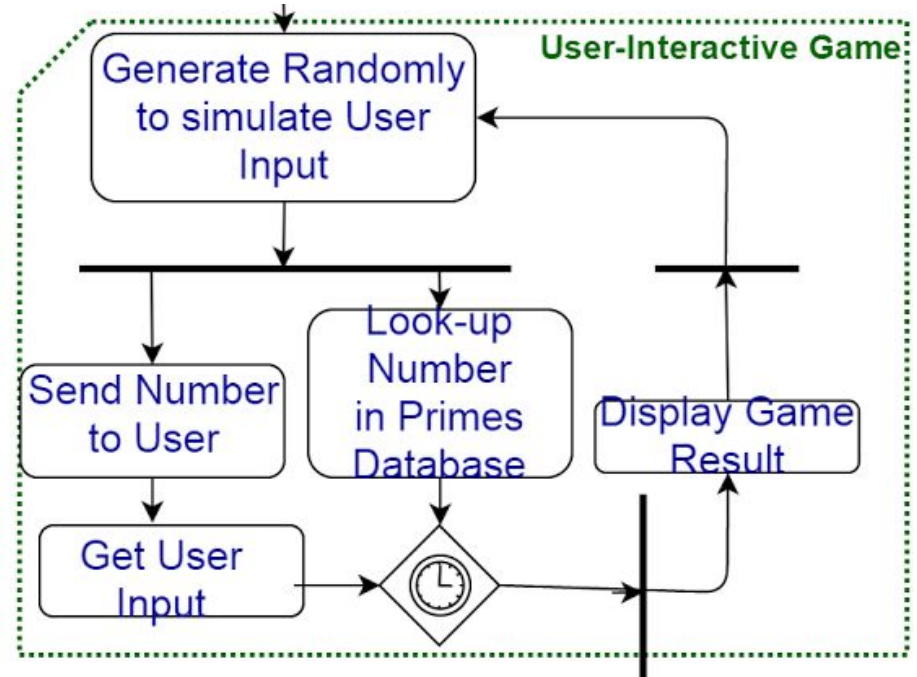 User-Interactive Game
Generate Randomly
to simulate User
Input
Look-up
Number
in Primes
Database
Send Number
to User
Display Game
Result
Get User
Input